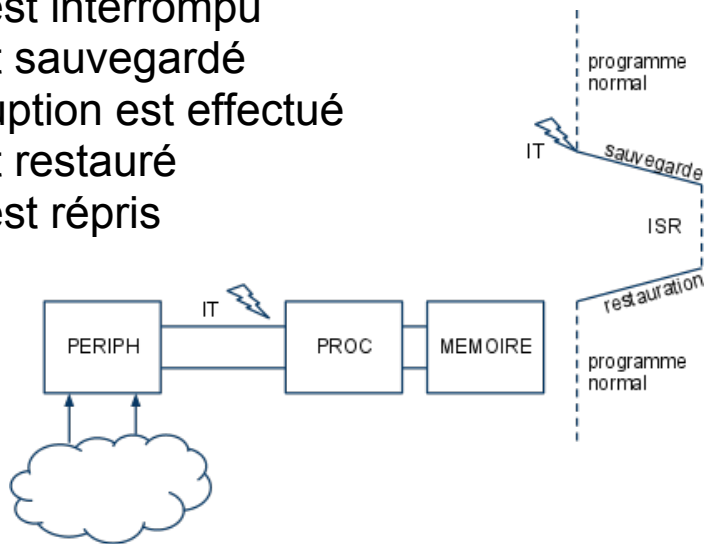 est interrompu
t sauvegardé
uption est effectué
t restauré
est répris
programme
normal
IT
sauvegarde
ISR
restauration
IT
PERIPH
PROC
MEMOIRE
programme
normal